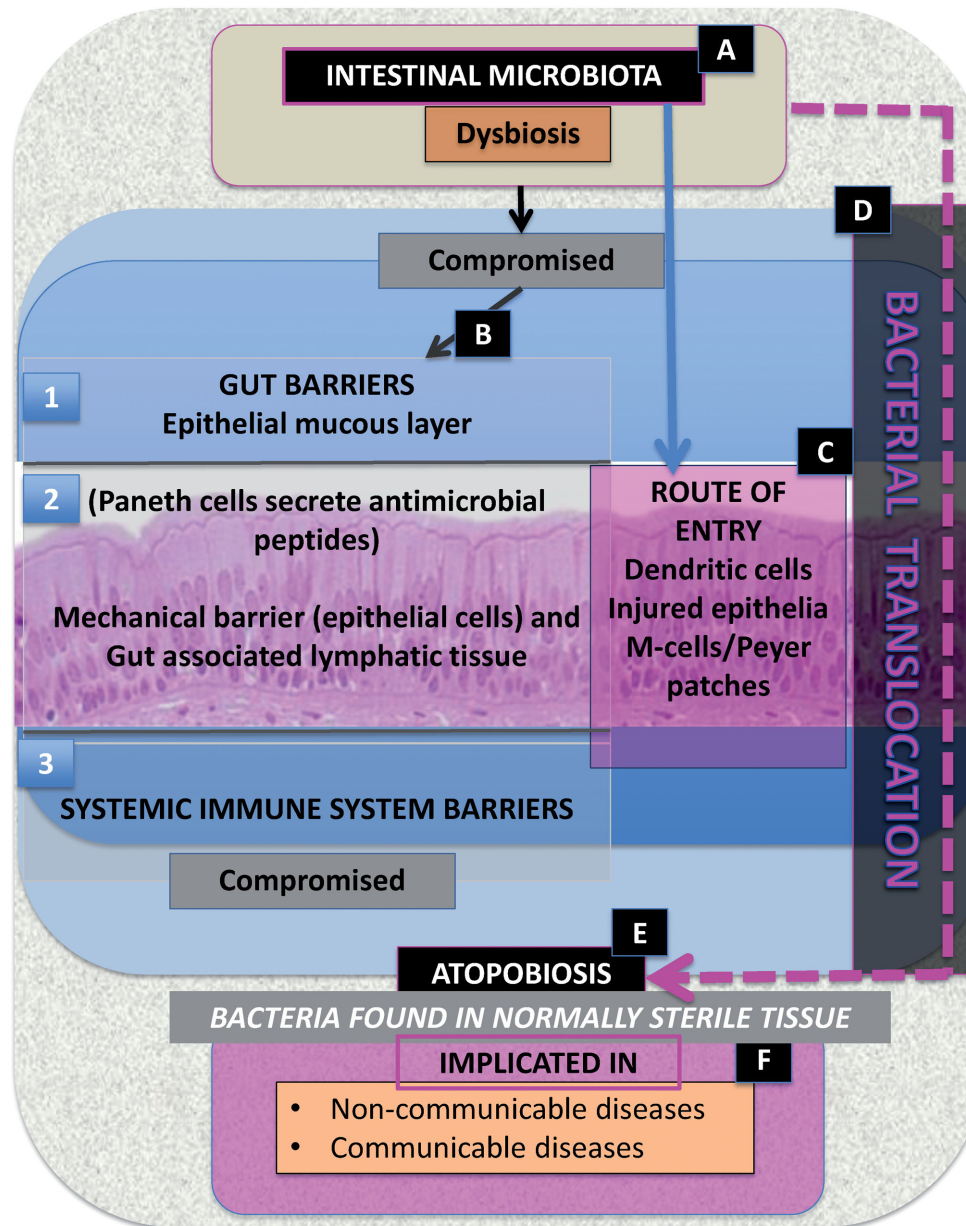 A
INTESTINAL MICROBIOTA
Dysbiosis
D
Compromised
B
1
GUT BARRIERS
Epithelial mucous layer
C
2
(Paneth cells secrete antimicrobial
peptides)
Mechanical barrier (epithelial cells) and
Gut associated lymphatic tissue
ROUTE OF
ENTRY
Dendritic cells
Injured epithelia
M-cells/Peyer
patches
BACTERIAL TRANSLOCATION
3
SYSTEMIC IMMUNE SYSTEM BARRIERS
Compromised
E
ATOPOBIOSIS
BACTERIA FOUND IN NORMALLY STERILE TISSUE
IMPLICATED IN
F
• Non-communicable diseases
• Communicable diseases